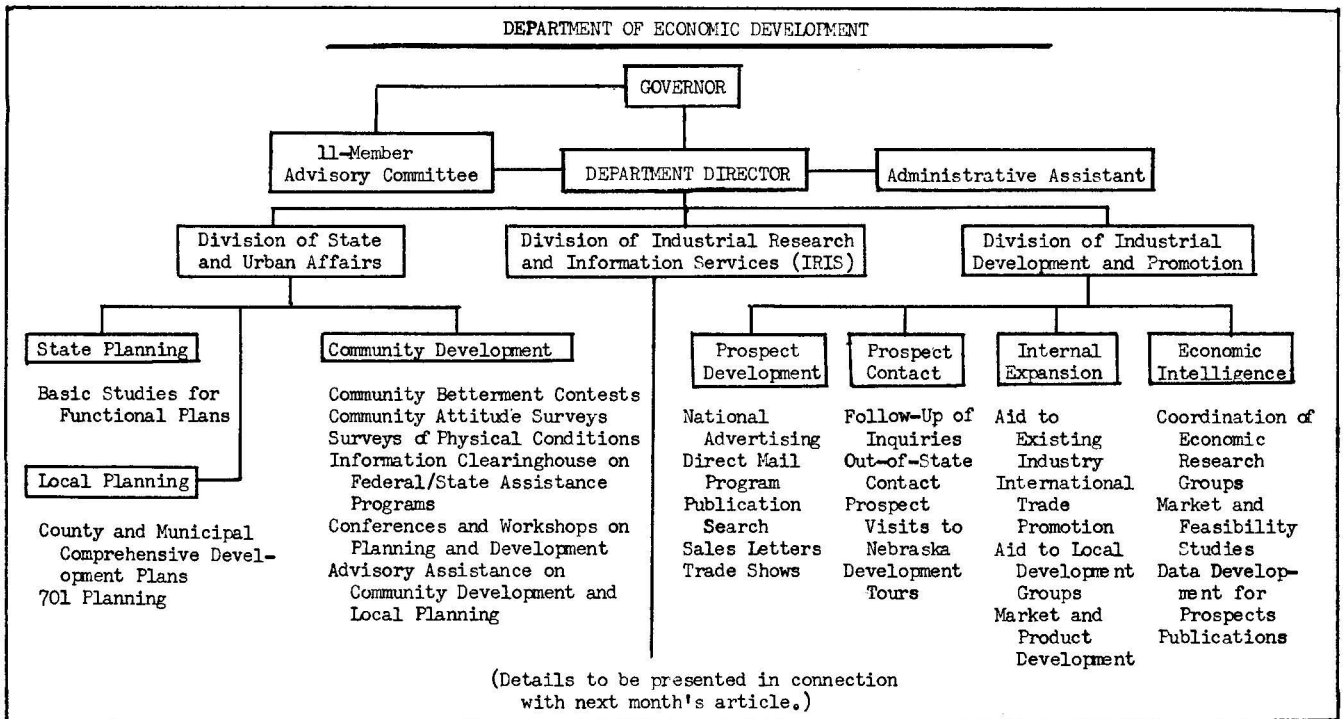 DEPARTMENT OF ECONOMIC DEVELOPMENT
GOVERNOR
11-Member
Advisory Committee
DEPARTMENT DIRECTOR
Administrative Assistant
Division of State
and Urban Affairs
Division of Industrial Research
and Information Services (IRIS)
Division of Industrial
Development and Promotion
State Planning
Basic Studies for
Functional Plans
Local Planning
County and Municipal
Comprehensive Devel-
opment Plans
701 Planning
Community Development
Community Betterment Contests
Community Attitude Surveys
Surveys of Physical Conditions
Information Clearinghouse on
Federal/State Assistance
Programs
Conferences and Workshops on
Planning and Development
Advisory Assistance on
Community Development and
Local Planning
Prospect
Development
National
Advertising
Direct Mail
Program
Publication
Search
Sales Letters
Trade Shows
Prospect
Contact
Follow-Up of
Inquiries
Out-of-State
Contact
Prospect
Visits to
Nebraska
Development
Tours
Internal
Expansion
Aid to
Existing
Industry
International
Trade
Promotion
Aid to Local
Development
Groups
Market and
Product
Development
Economic
Intelligence
Coordination of
Economic
Research
Groups
Market and
Feasibility
Studies
Data Develop-
ment for
Prospects
Publications
(Details to be presented in connection
with next month's article.)